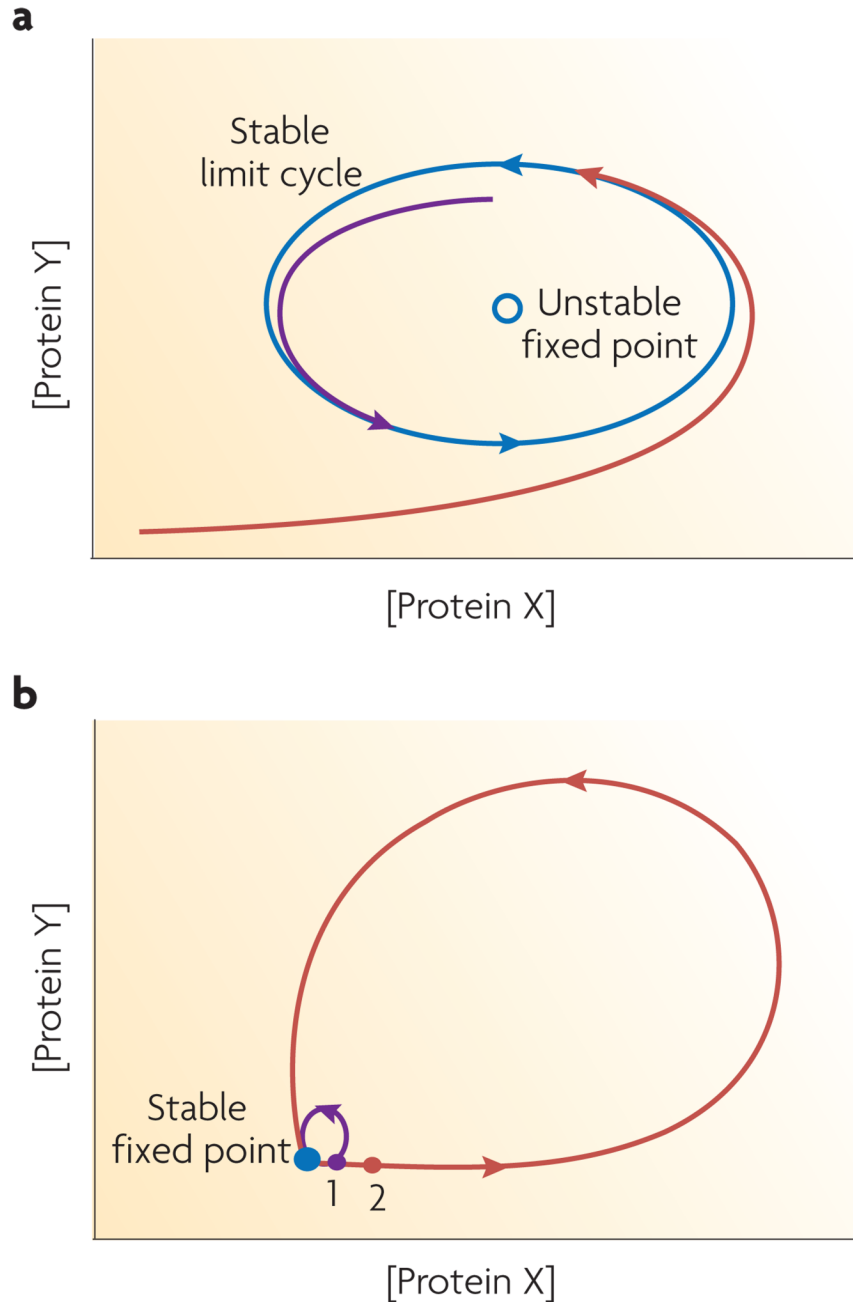 a
Stable
limit cycle
Unstable
fixed point
[Protein Y]
[Protein X]
b
[Protein Y]
Stable
fixed point
1
2
[Protein X]